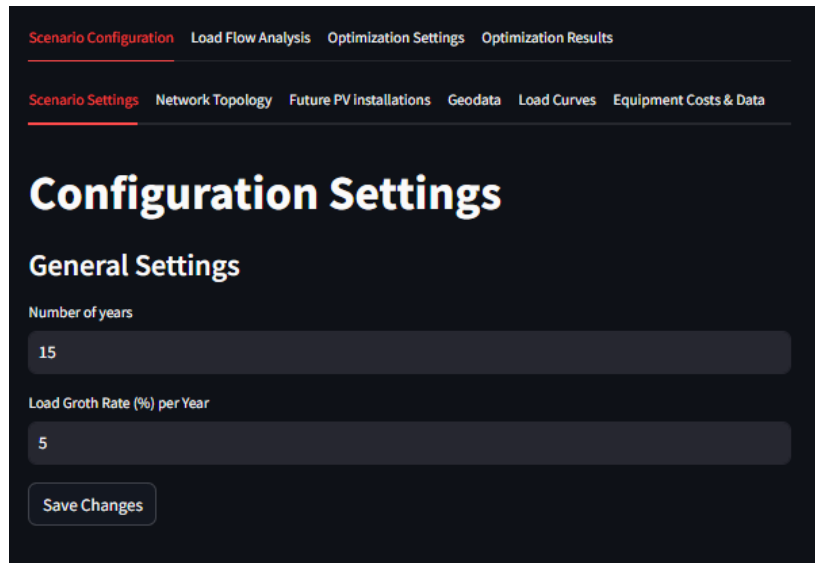 Scenario Configuration Load Flow Analysis Optimization Settings Optimization Results
Scenario Settings Network Topology Future PV installations Geodata Load Curves Equipment Costs & Data
Configuration Settings
General Settings
Number of years
15
Load Groth Rate (%) per Year
5
Save Changes